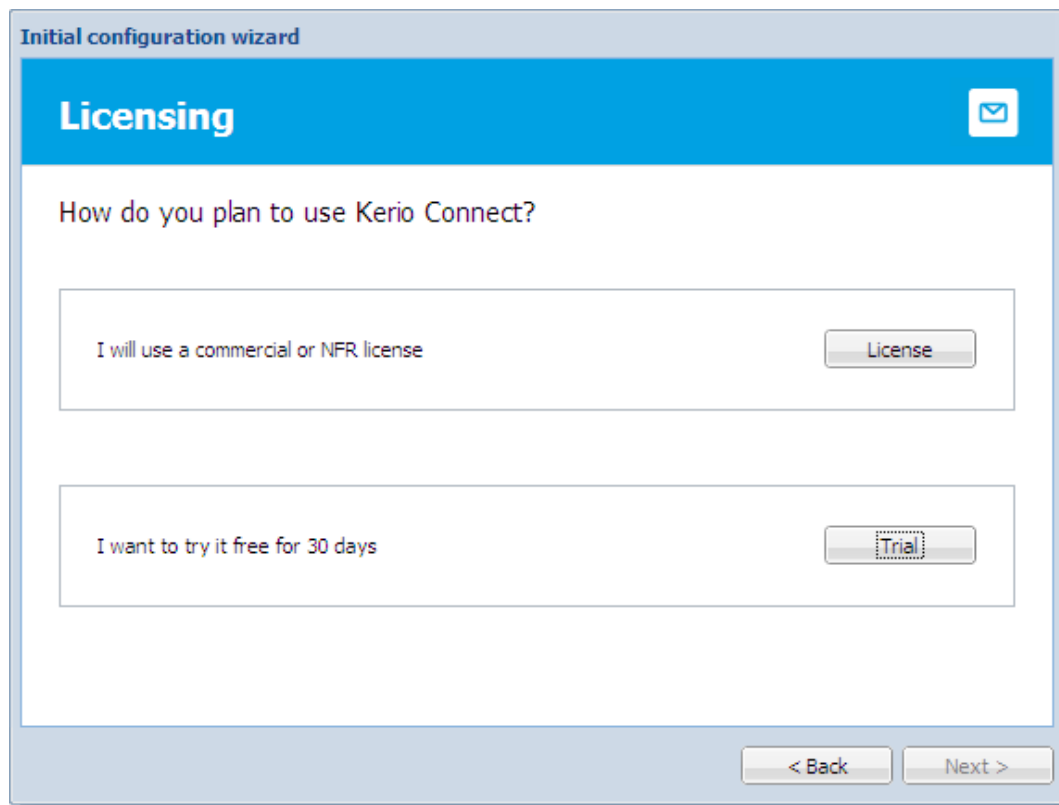 Initial configuration wizard
Licensing
How do you plan to use Kerio Connect?
I will use a commercial or NFR license
License
I want to try it free for 30 days
Trial
< Back
Next >